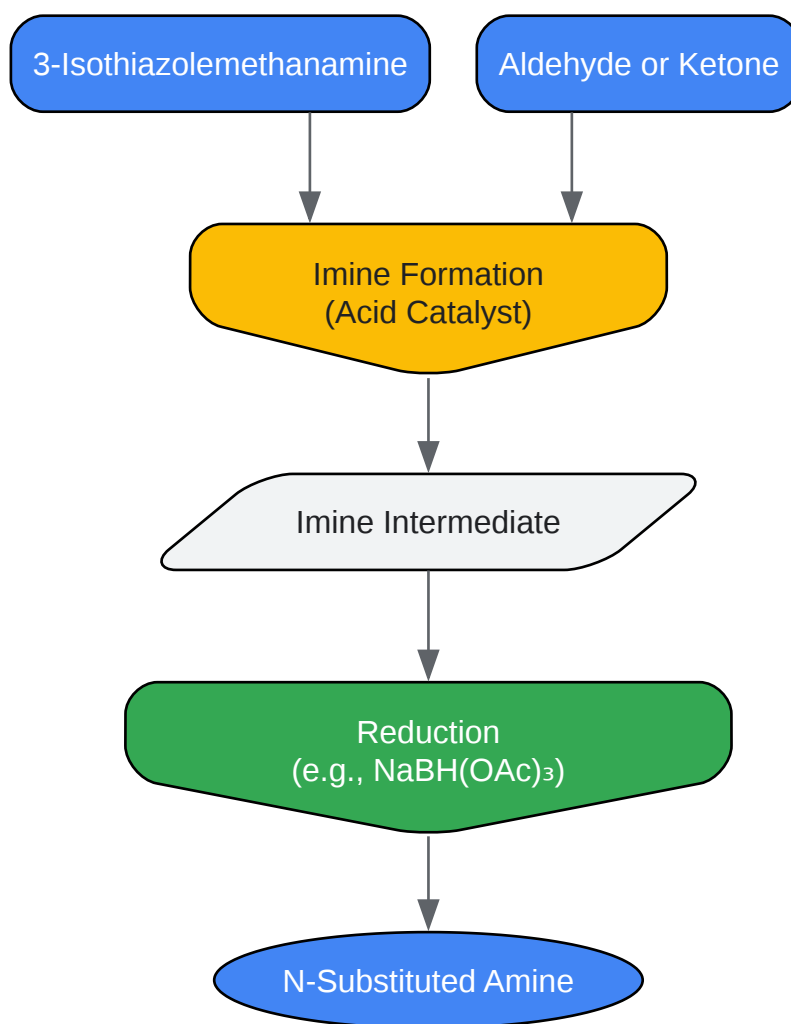 3-Isothiazolemethanamine
Aldehyde or Ketone
Imine Formation
(Acid Catalyst)
Imine Intermediate
Reduction
(e.g., NaBH(OAc)₃)
N-Substituted Amine